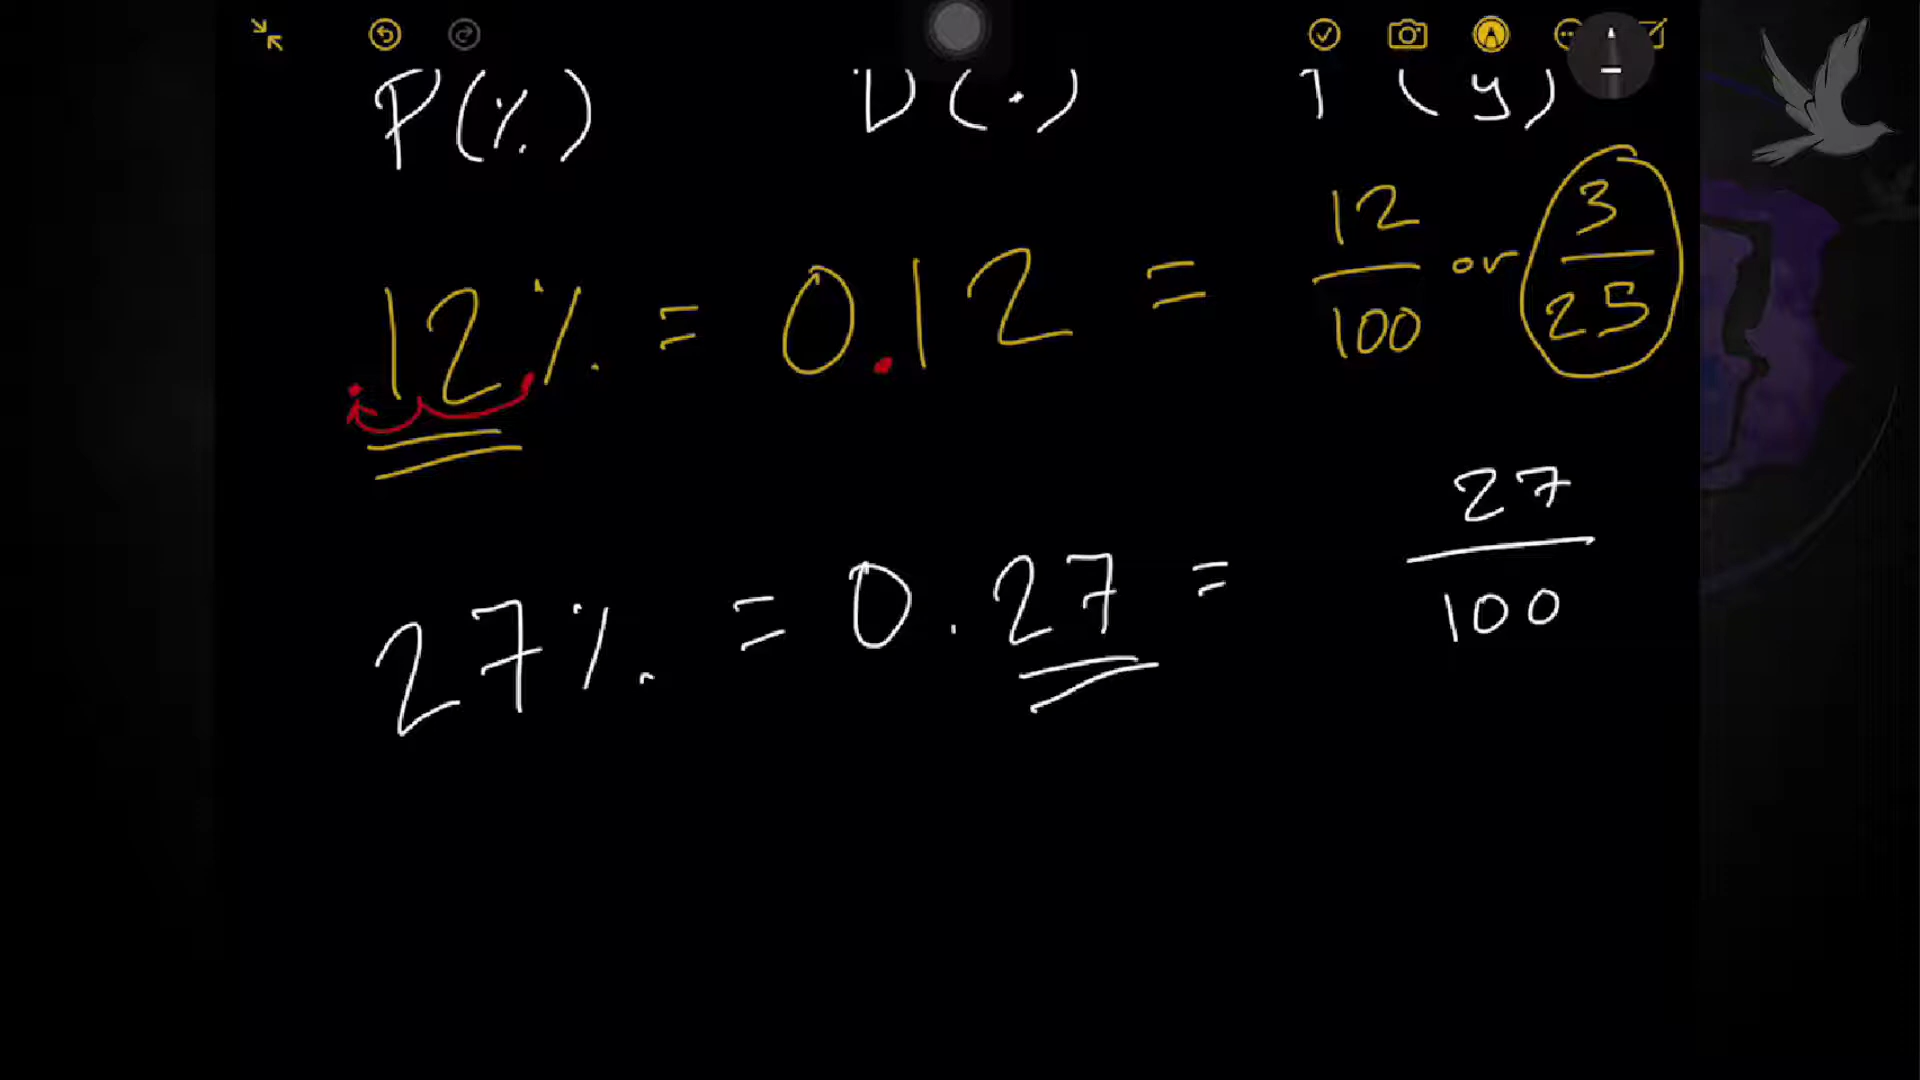 P(%) D(.) (y)
12% = 0.12 = 12/100 or 3/25
27% = 0.27 = 27/100